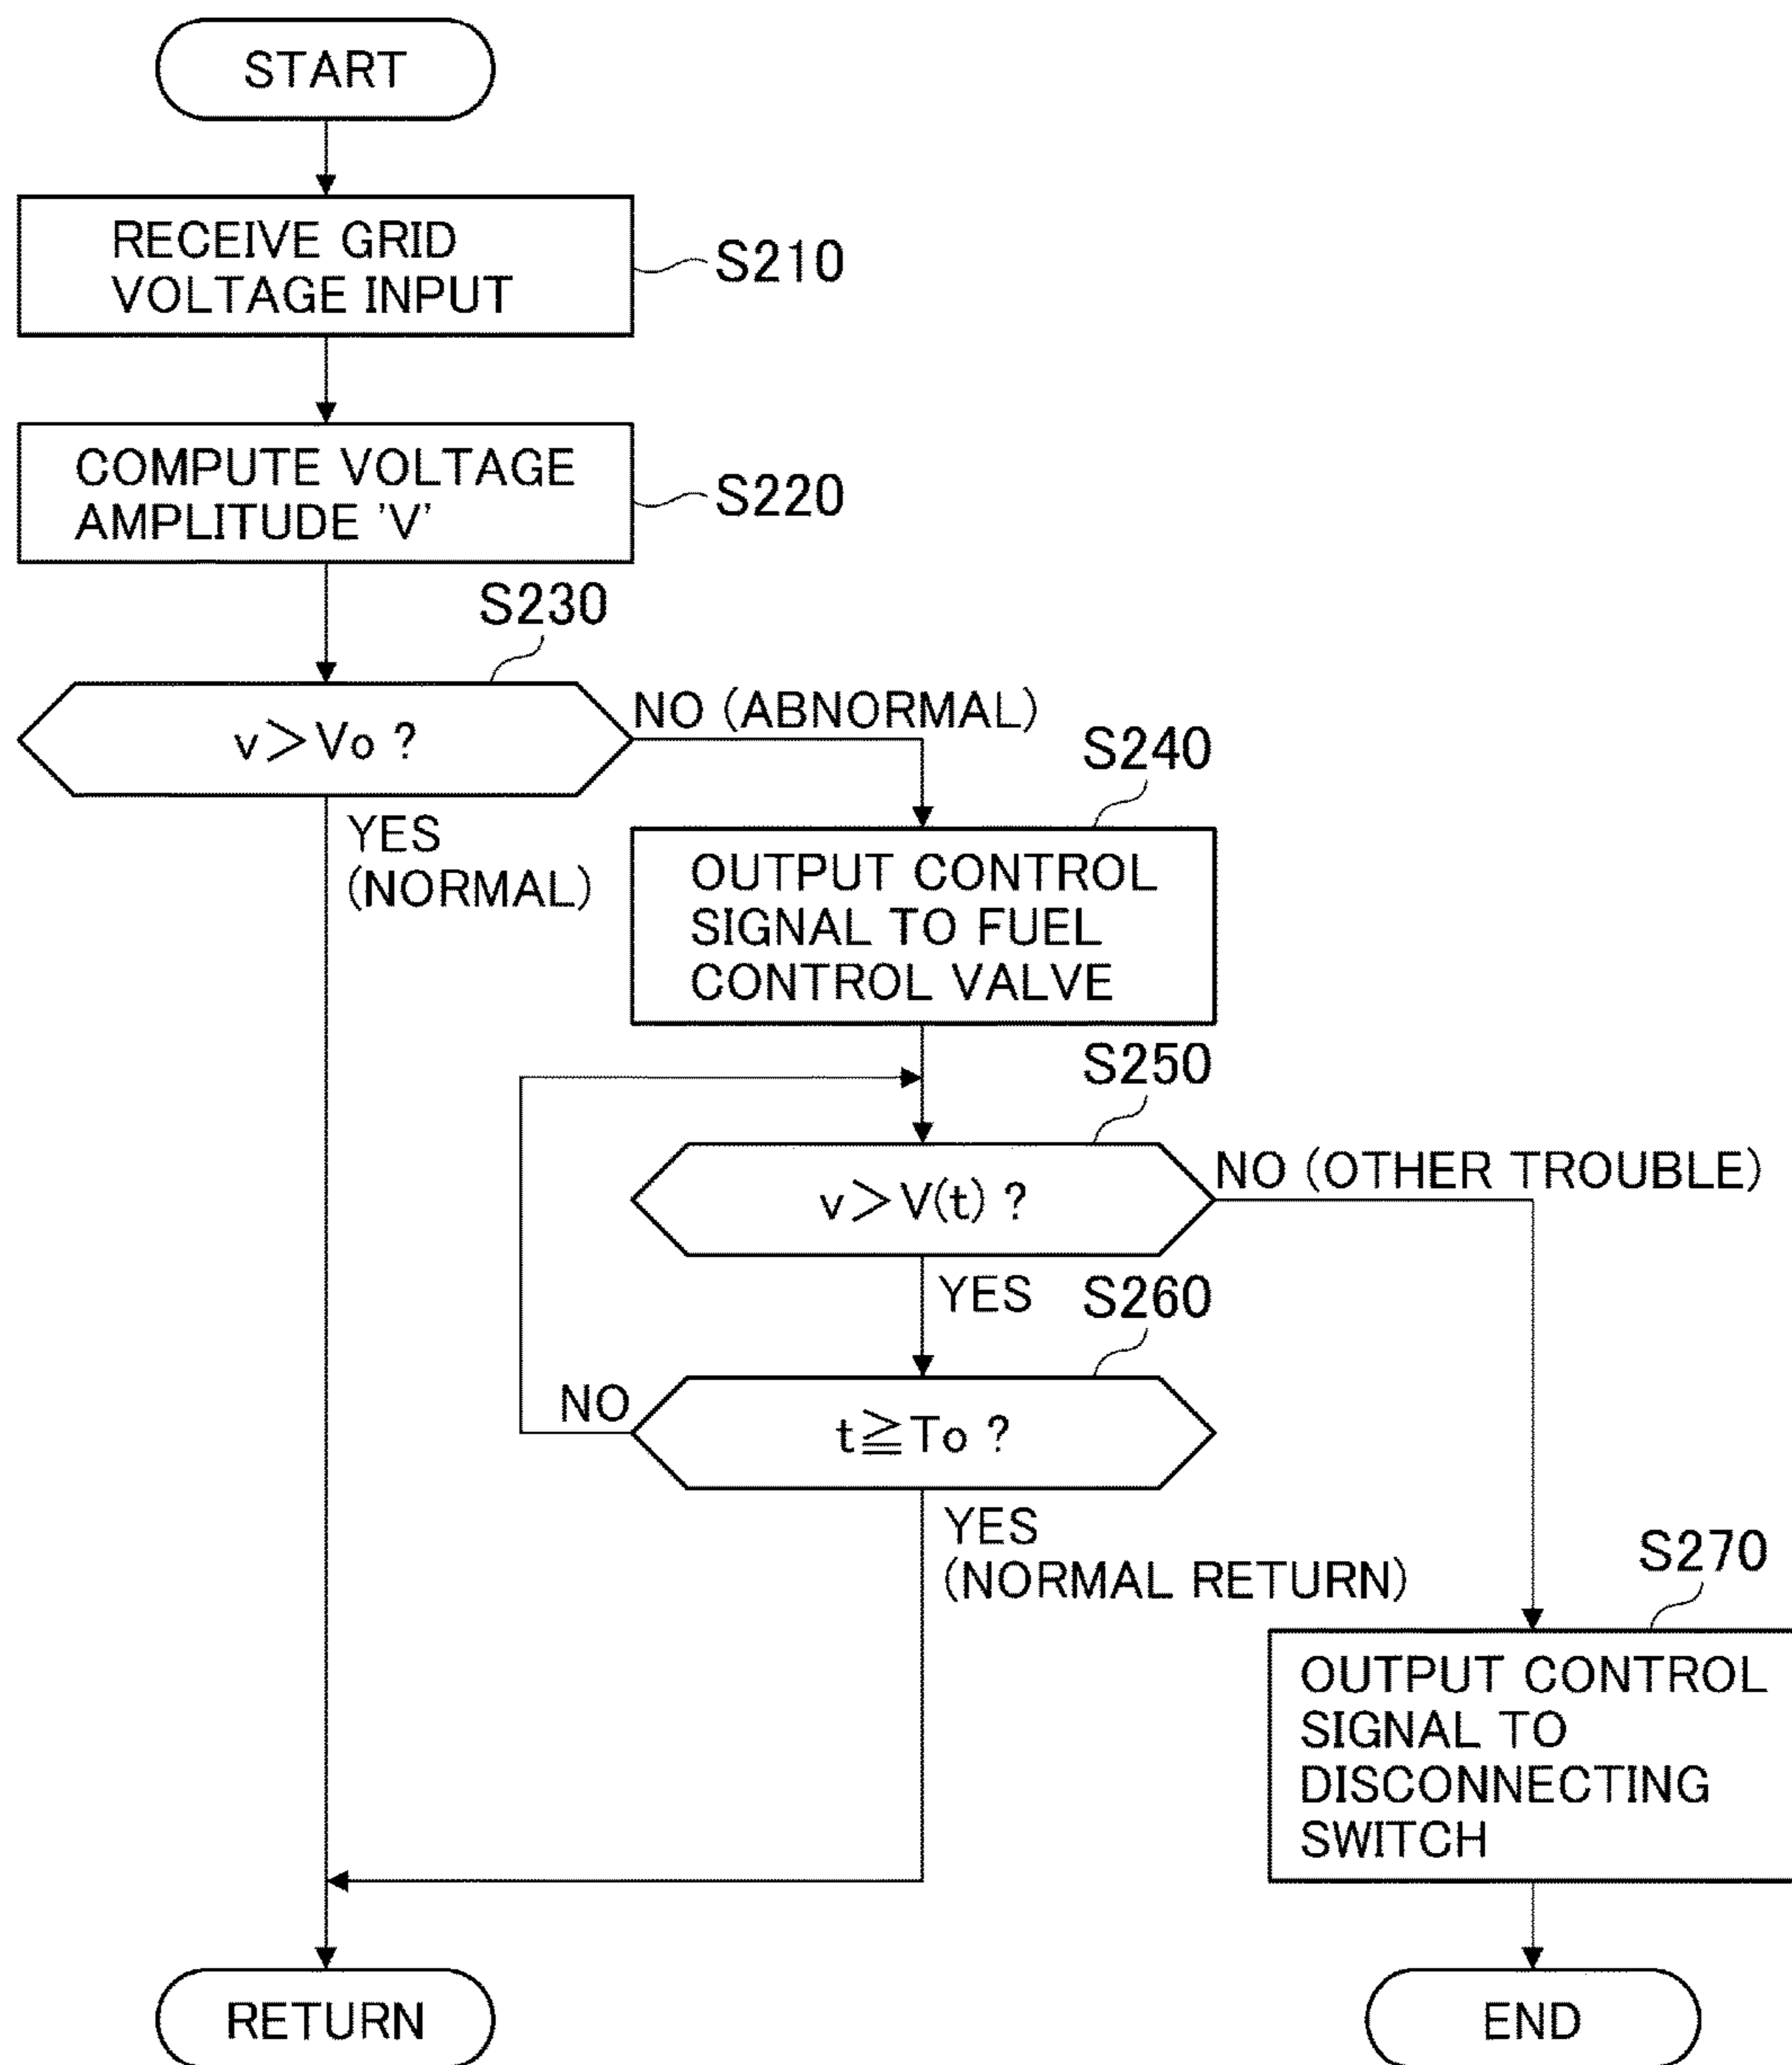 START
RECEIVE GRID
VOLTAGE INPUT
S210
COMPUTE VOLTAGE
AMPLITUDE 'V'
S220
S230
v＞Vo ?
NO (ABNORMAL)
YES
(NORMAL)
S240
OUTPUT CONTROL
SIGNAL TO FUEL
CONTROL VALVE
S250
v＞V(t) ?
NO (OTHER TROUBLE)
YES
S260
t≧To ?
NO
YES
(NORMAL RETURN)
S270
OUTPUT CONTROL
SIGNAL TO
DISCONNECTING
SWITCH
RETURN
END